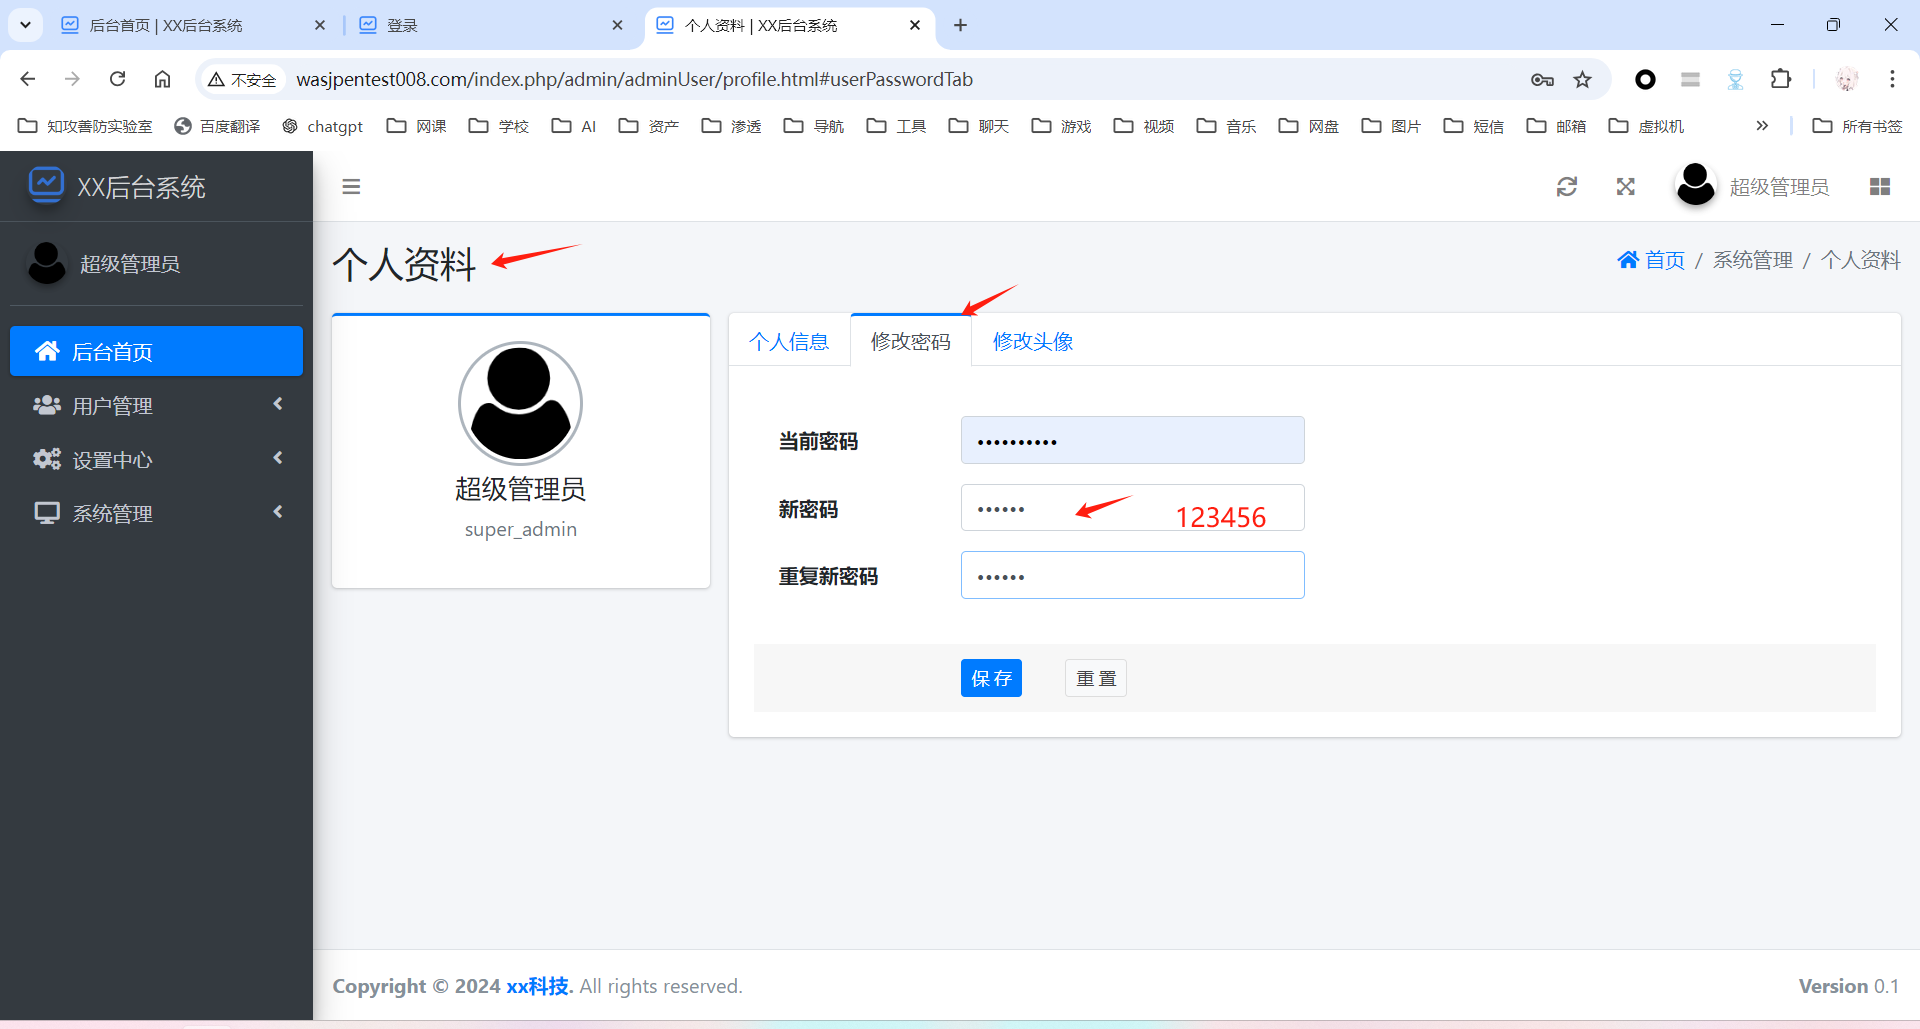 后台首页 | XX后台系统
登录
个人资料 | XX后台系统
不安全
wasjpentest008.com/index.php/admin/adminUser/profile.html#userPasswordTab
知攻善防实验室
百度翻译
chatgpt
网课
学校
AI
资产
渗透
导航
工具
聊天
游戏
视频
音乐
网盘
图片
短信
邮箱
虚拟机
所有书签
XX后台系统
超级管理员
超级管理员
后台首页
用户管理
设置中心
系统管理
个人资料
首页 / 系统管理 / 个人资料
超级管理员
super_admin
个人信息
修改密码
修改头像
当前密码
新密码
123456
重复新密码
保存
重置
Copyright © 2024 xx科技. All rights reserved.
Version 0.1